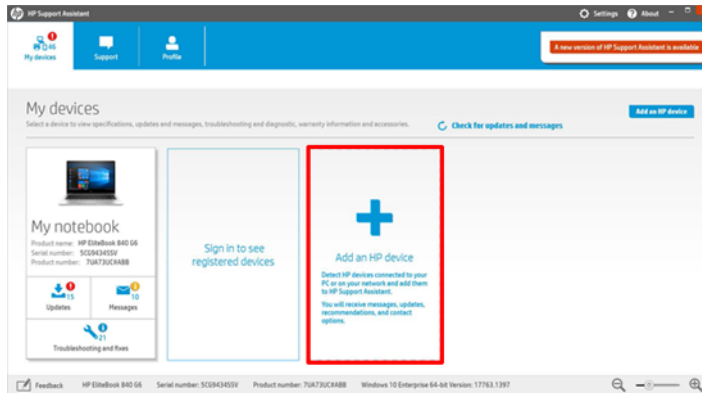 HP Support Assistant
Settings
About
46
My devices
Support
Profile
A new version of HP Support Assistant is available
My devices
Select a device to view specifications, updates and messages, troubleshooting and diagnostic, warranty information and accessories.
Check for updates and messages
Add an HP device
My notebook
Product name: HP EliteBook 840 G6
Serial number: 5CG9434SSV
Product number: 7UA73UC#ABB
15
Updates
10
Messages
21
Troubleshooting and fixes
Sign in to see
registered devices
Add an HP device
Detect HP devices connected to your
PC or on your network and add them
to HP Support Assistant.
You will receive messages, updates,
recommendations, and contact
options.
Feedback
HP EliteBook 840 G6
Serial number: 5CG9434SSV
Product number: 7UA73UC#ABB
Windows 10 Enterprise 64-bit Version: 17763.1397